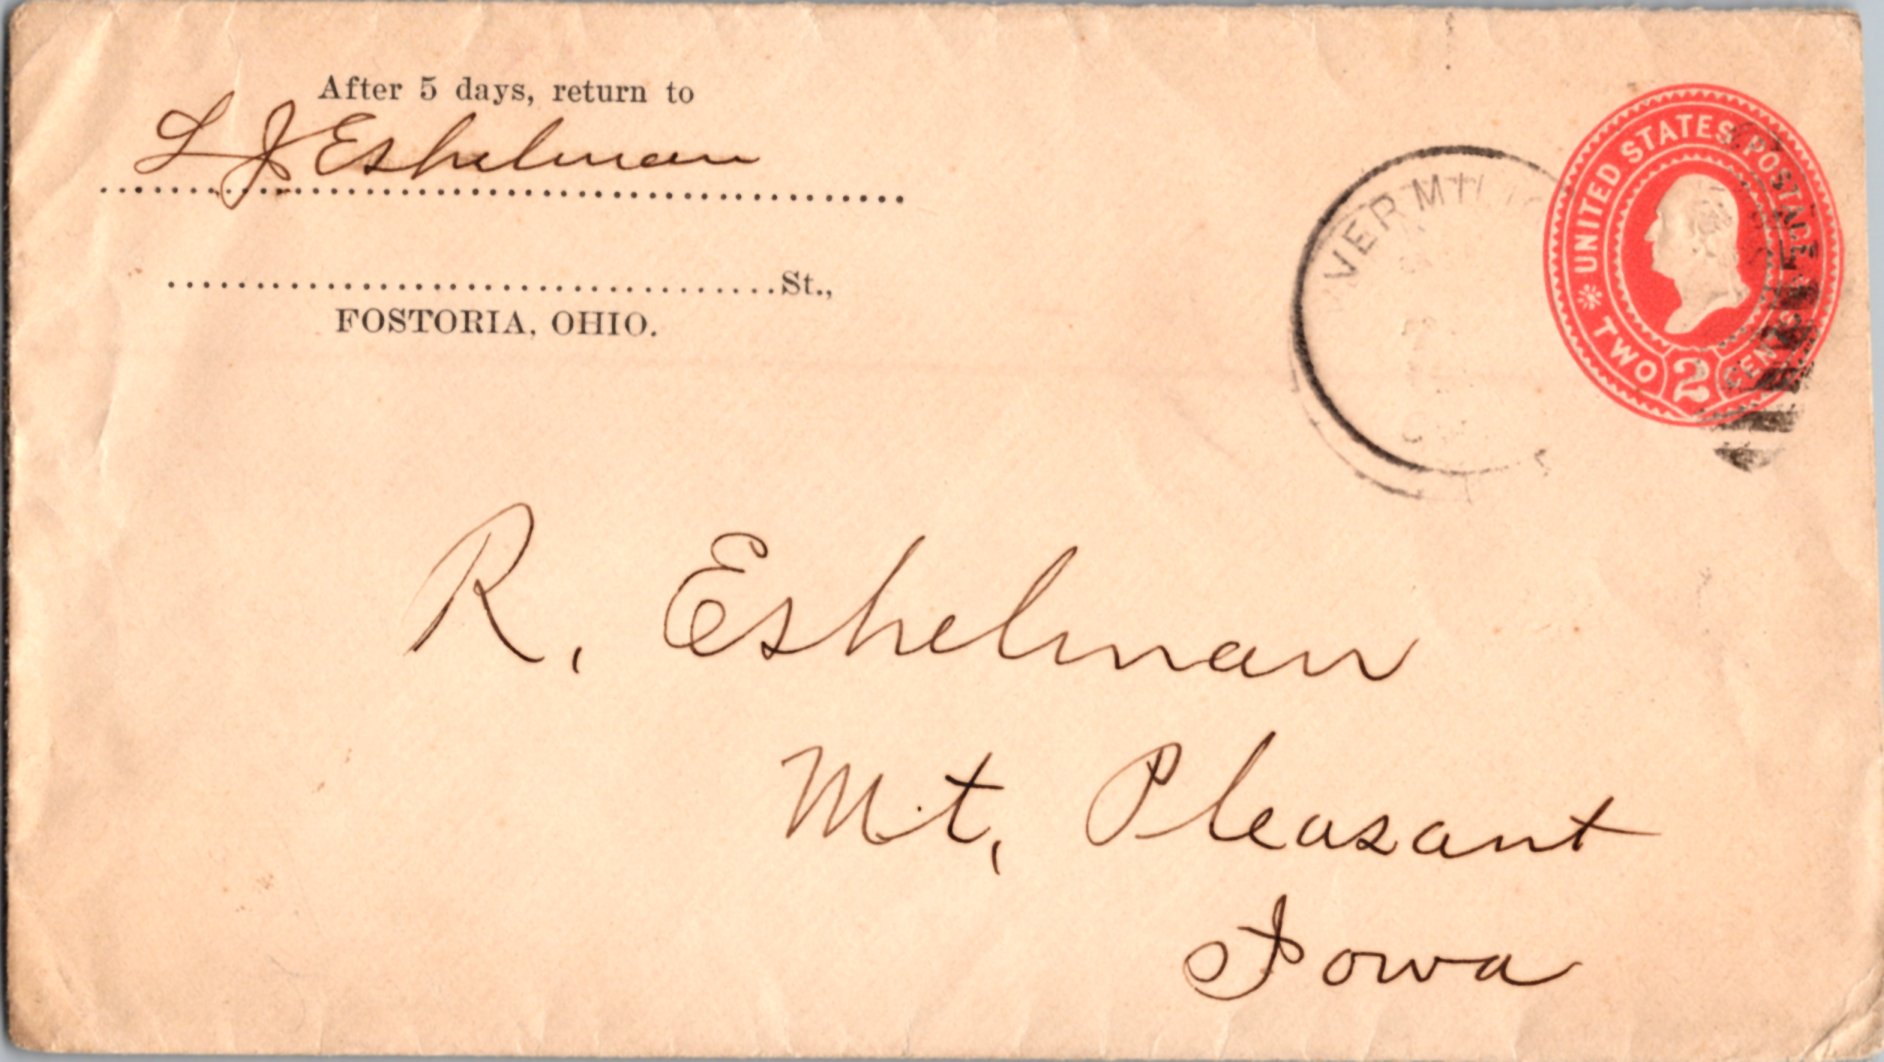 After 5 days, return to
L J Eshelman
St.,
FOSTORIA, OHIO.
UNITED STATES POSTAGE
TWO 2 CENTS
R. Eshelman
Mt, Pleasant
Iowa